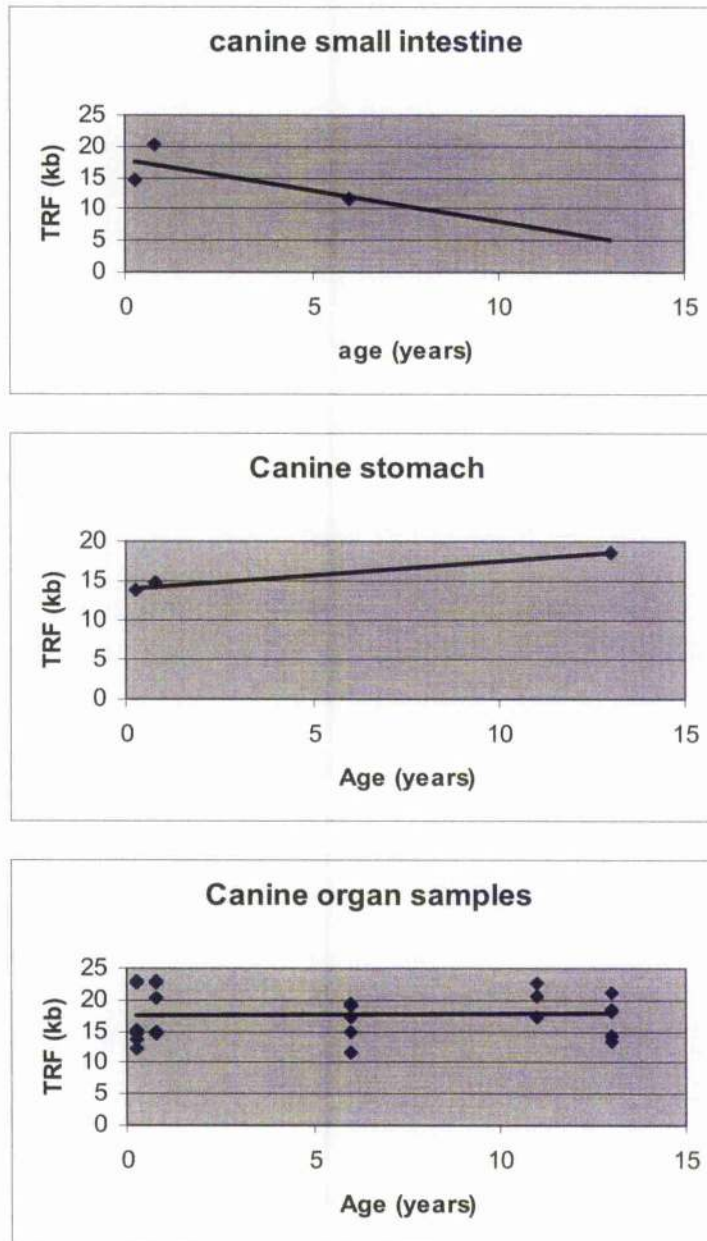 canine small intestine
25
20
15
10
5
0
TRF (kb)
0 5 10 15
age (years)
Canine stomach
20
15
10
5
0
TRF (kb)
0 5 10 15
Age (years)
Canine organ samples
25
20
15
10
5
0
TRF (kb)
0 5 10 15
Age (years)